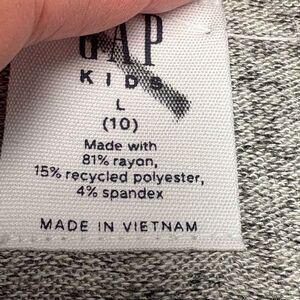 GAP
KIDS
L
(10)
Made with
81% rayon,
15% recycled polyester,
4% spandex
MADE IN VIETNAM